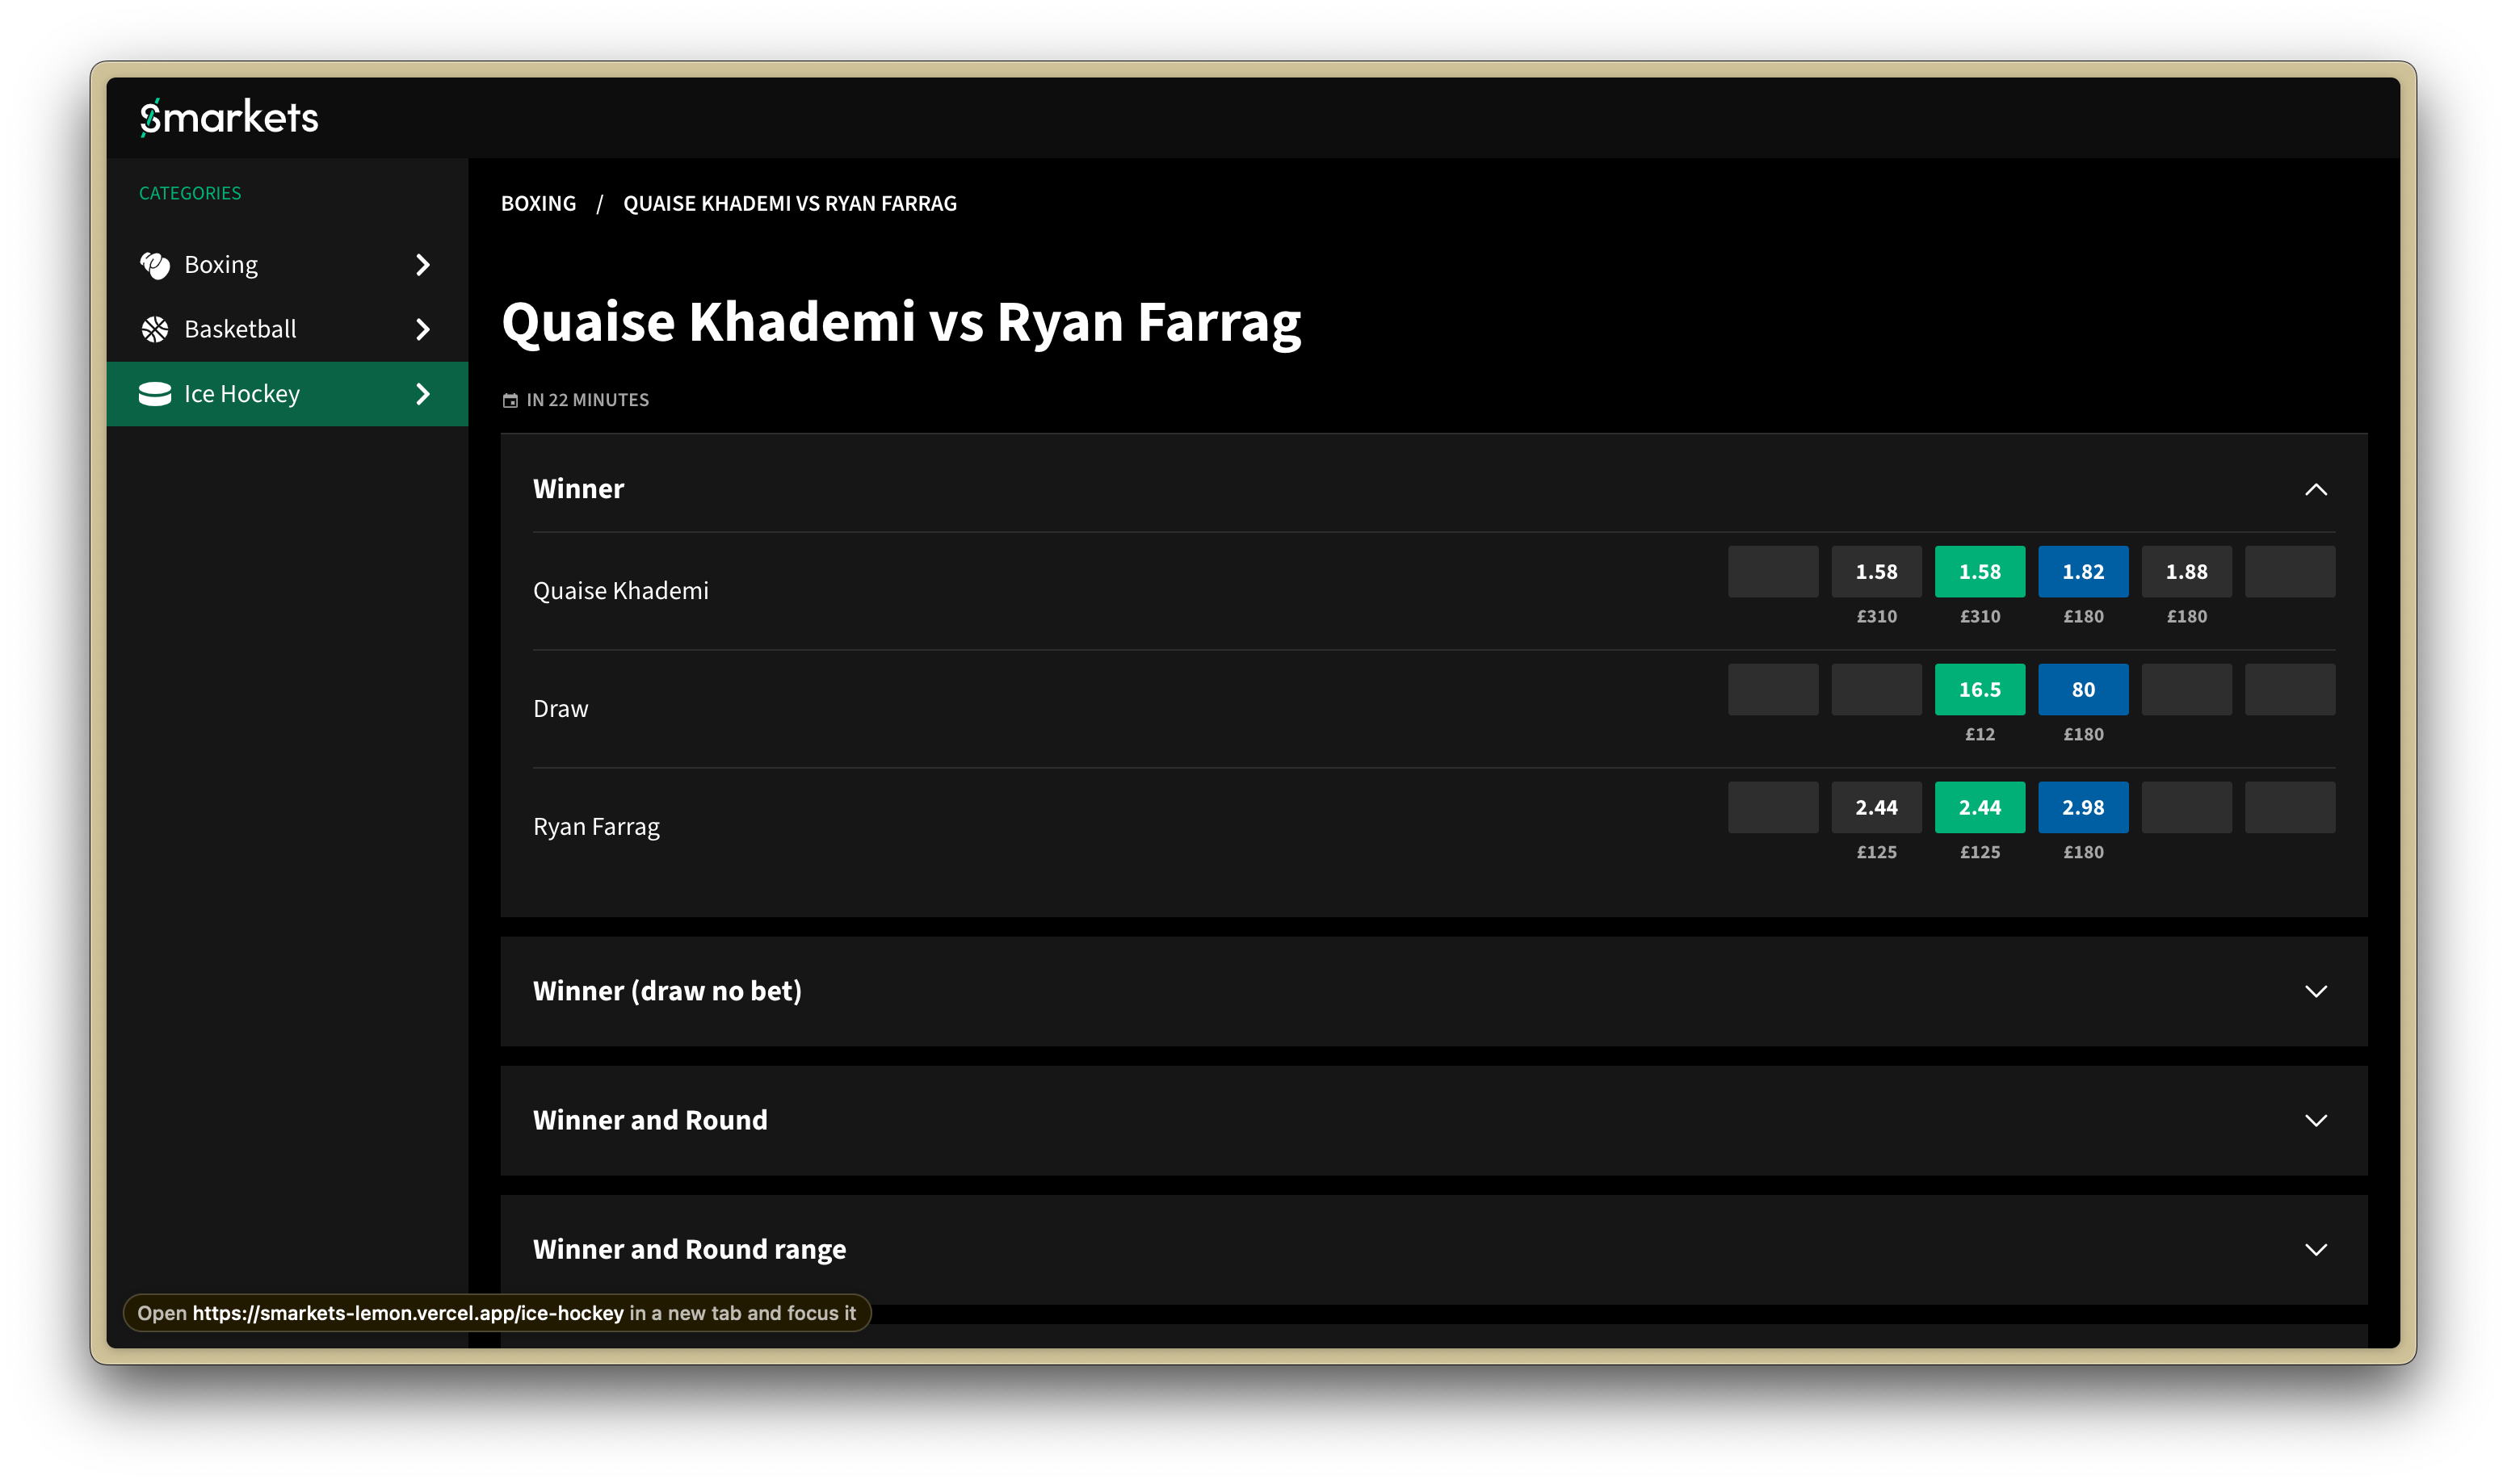 Smarkets
CATEGORIES
Boxing
Basketball
Ice Hockey
BOXING / QUAISE KHADEMI VS RYAN FARRAG
Quaise Khademi vs Ryan Farrag
IN 22 MINUTES
Winner
Quaise Khademi
1.58 1.58 1.82 1.88
£310 £310 £180 £180
Draw
16.5 80
£12 £180
Ryan Farrag
2.44 2.44 2.98
£125 £125 £180
Winner (draw no bet)
Winner and Round
Winner and Round range
Open https://smarkets-lemon.vercel.app/ice-hockey in a new tab and focus it